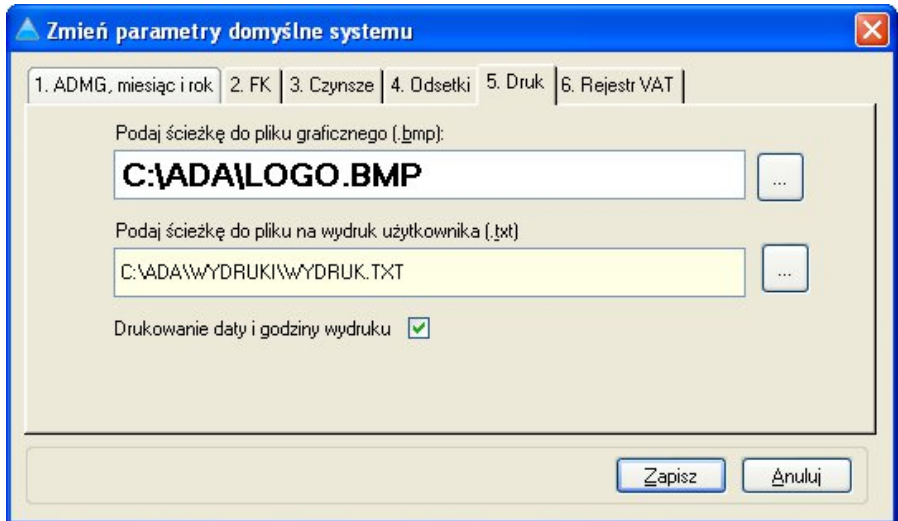 Zmień parametry domyślne systemu
1. ADMG, miesiąc i rok 2. FK 3. Czynsze 4. Odsetki 5. Druk 6. Rejestr VAT
Podaj ścieżkę do pliku graficznego (.bmp):
C:\ADA\LOGO.BMP
...
Podaj ścieżkę do pliku na wydruk użytkownika (.txt)
C:\ADA\WYDRUKI\WYDRUK.TXT
...
Drukowanie daty i godziny wydruku
Zapisz Anuluj